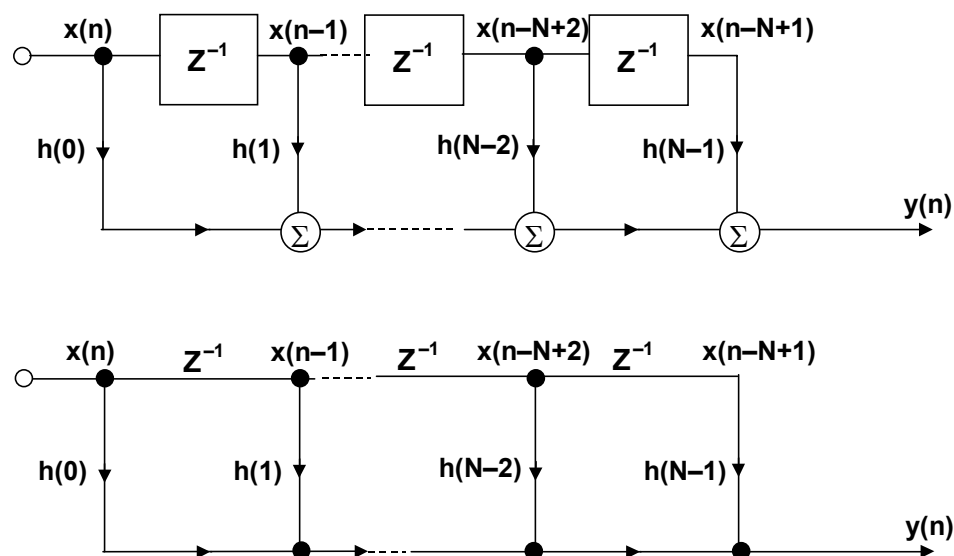 x(n) x(n–1) x(n–N+2) x(n–N+1)
Z⁻¹ Z⁻¹ Z⁻¹
h(0) h(1) h(N–2) h(N–1)
y(n)
Σ Σ Σ
x(n) Z⁻¹ x(n–1) Z⁻¹ x(n–N+2) Z⁻¹ x(n–N+1)
h(0) h(1) h(N–2) h(N–1)
y(n)